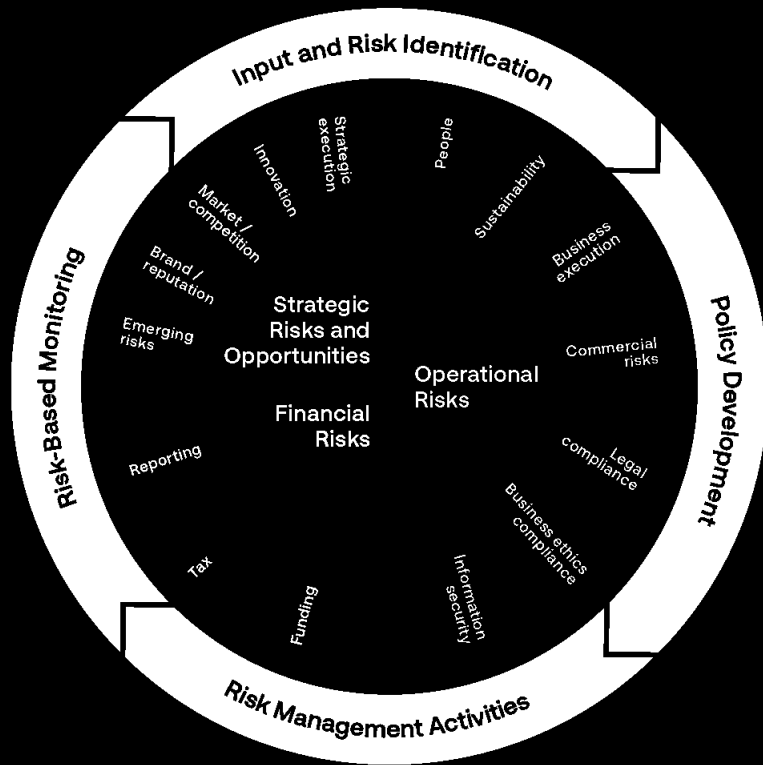 Input and Risk Identification
Policy Development
Risk Management Activities
Risk-Based Monitoring
Strategic
execution
Innovation
Market /
competition
Brand /
reputation
Emerging
risks
Strategic
Risks and
Opportunities
Financial
Risks
Reporting
Tax
Funding
Operational
Risks
People
Sustainability
Business
execution
Commercial
risks
Legal
compliance
Business ethics
compliance
Information
security